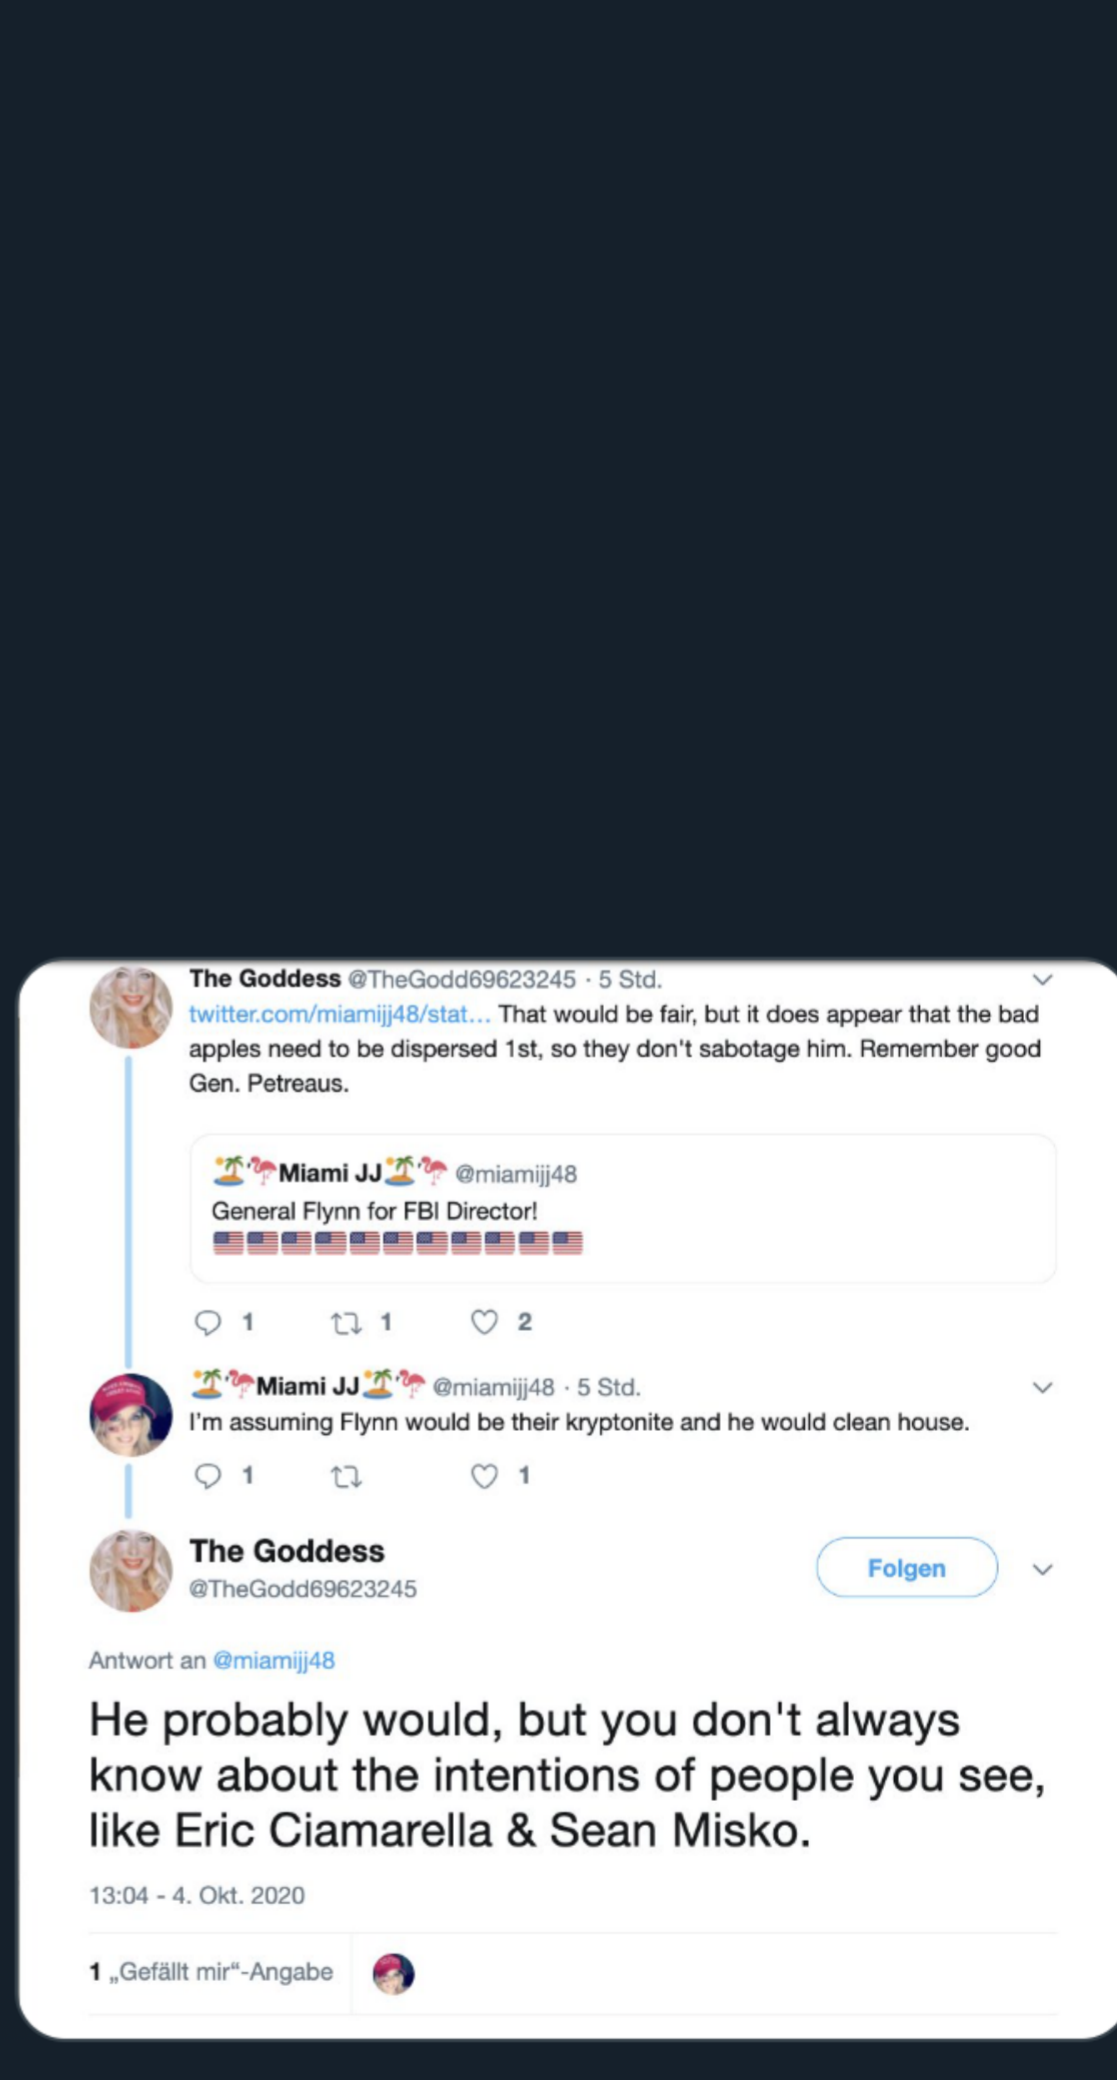 The Goddess @TheGodd69623245 · 5 Std.
twitter.com/miamijj48/stat... That would be fair, but it does appear that the bad
apples need to be dispersed 1st, so they don't sabotage him. Remember good
Gen. Petreaus.
🏝️🦩Miami JJ🏝️🦩 @miamijj48
General Flynn for FBI Director!
🇺🇸🇺🇸🇺🇸🇺🇸🇺🇸🇺🇸🇺🇸🇺🇸🇺🇸🇺🇸🇺🇸
1 1 2
🏝️🦩Miami JJ🏝️🦩 @miamijj48 · 5 Std.
I'm assuming Flynn would be their kryptonite and he would clean house.
1 1
The Goddess
@TheGodd69623245
Folgen
Antwort an @miamijj48
He probably would, but you don't always
know about the intentions of people you see,
like Eric Ciamarella & Sean Misko.
13:04 - 4. Okt. 2020
1 „Gefällt mir“-Angabe